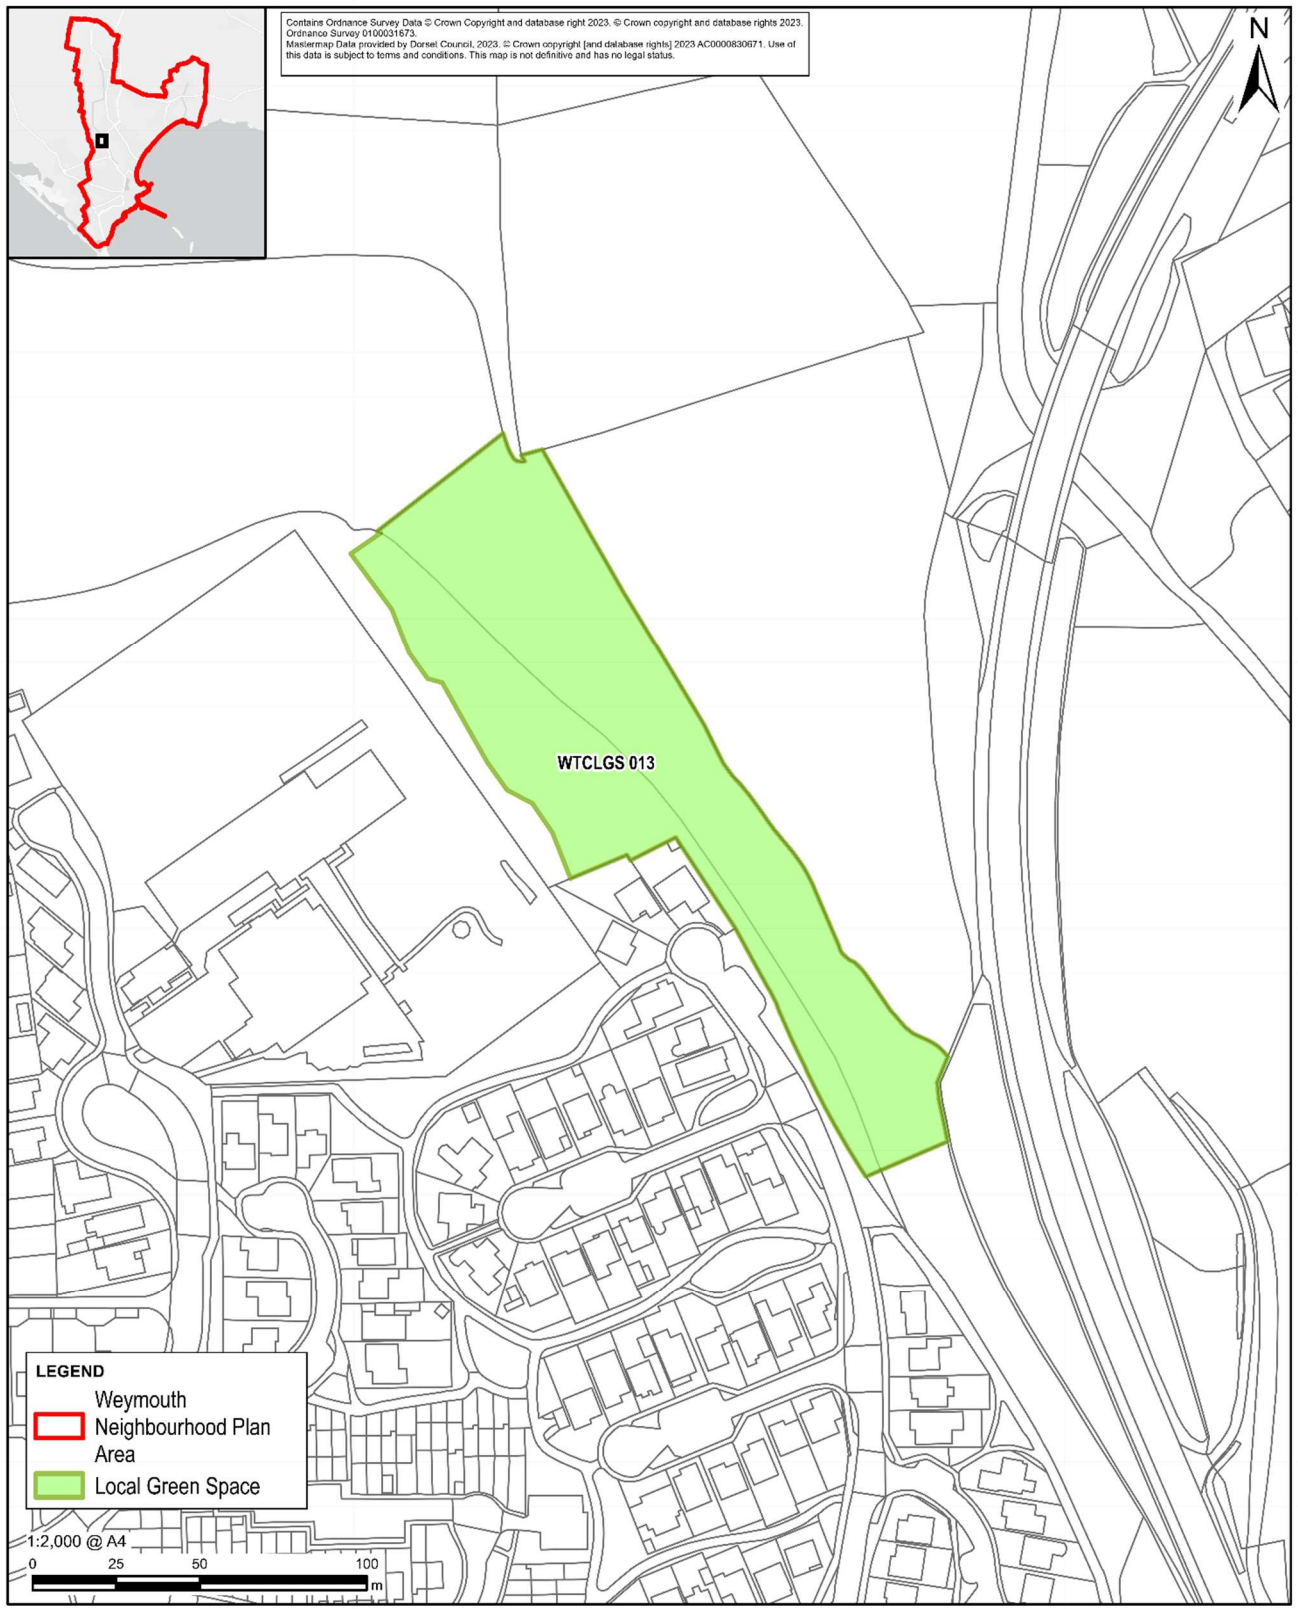 Contains Ordnance Survey Data © Crown Copyright and database right 2023. © Crown copyright and database rights 2023.
Ordnance Survey 0100031673.
Mastermap Data provided by Dorset Council, 2023. © Crown copyright [and database rights] 2023 AC0000830671. Use of
this data is subject to terms and conditions. This map is not definitive and has no legal status.
N
WTCLGS 013
LEGEND
Weymouth
Neighbourhood Plan
Area
Local Green Space
1:2,000 @ A4
0 25 50 100
m